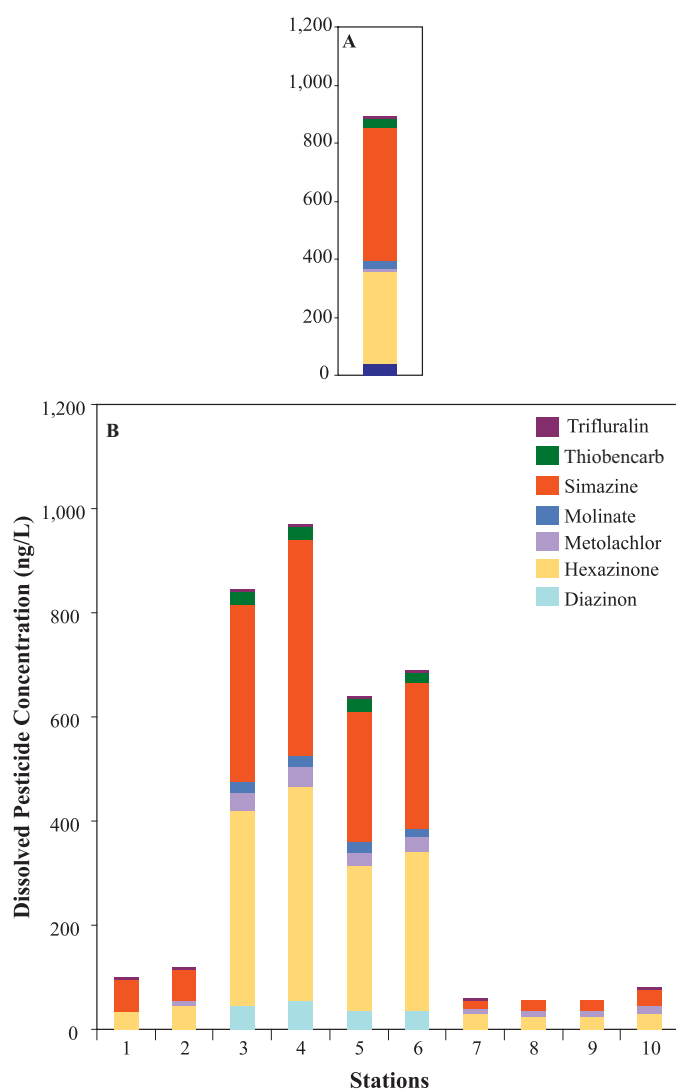 1,200
A
1,000
800
600
400
200
0
1,200
B
Trifluralin
Thiobencarb
1,000
Simazine
Molinate
Metolachlor
Hexazinone
Diazinon
800
600
400
200
0
Dissolved Pesticide Concentration (ng/L)
1 2 3 4 5 6 7 8 9 10
Stations